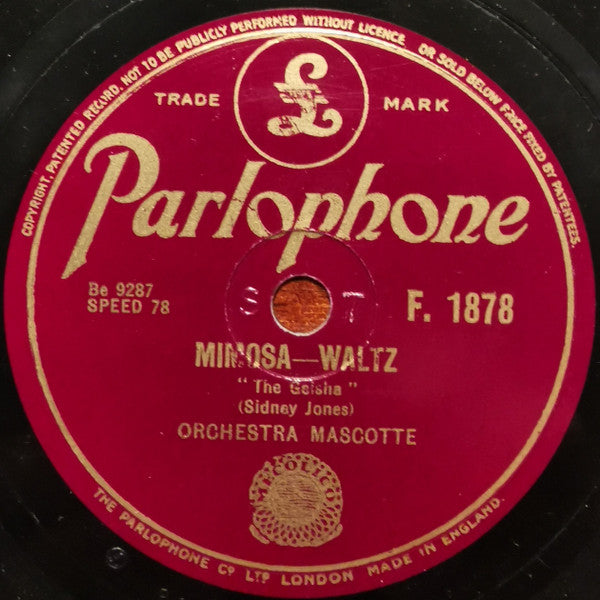 COPYRIGHT. PATENTED RECORD. NOT TO BE PUBLICLY PERFORMED WITHOUT LICENCE OR SOLD BELOW PRICE FIXED BY PATENTEES.
£
TRADE MARK
Parlophone
Be 9287
SPEED 78
S T
F. 1878
MIMOSA—WALTZ
"The Geisha"
(Sidney Jones)
ORCHESTRA MASCOTTE
MECOLICO
THE PARLOPHONE Co LTD LONDON MADE IN ENGLAND.